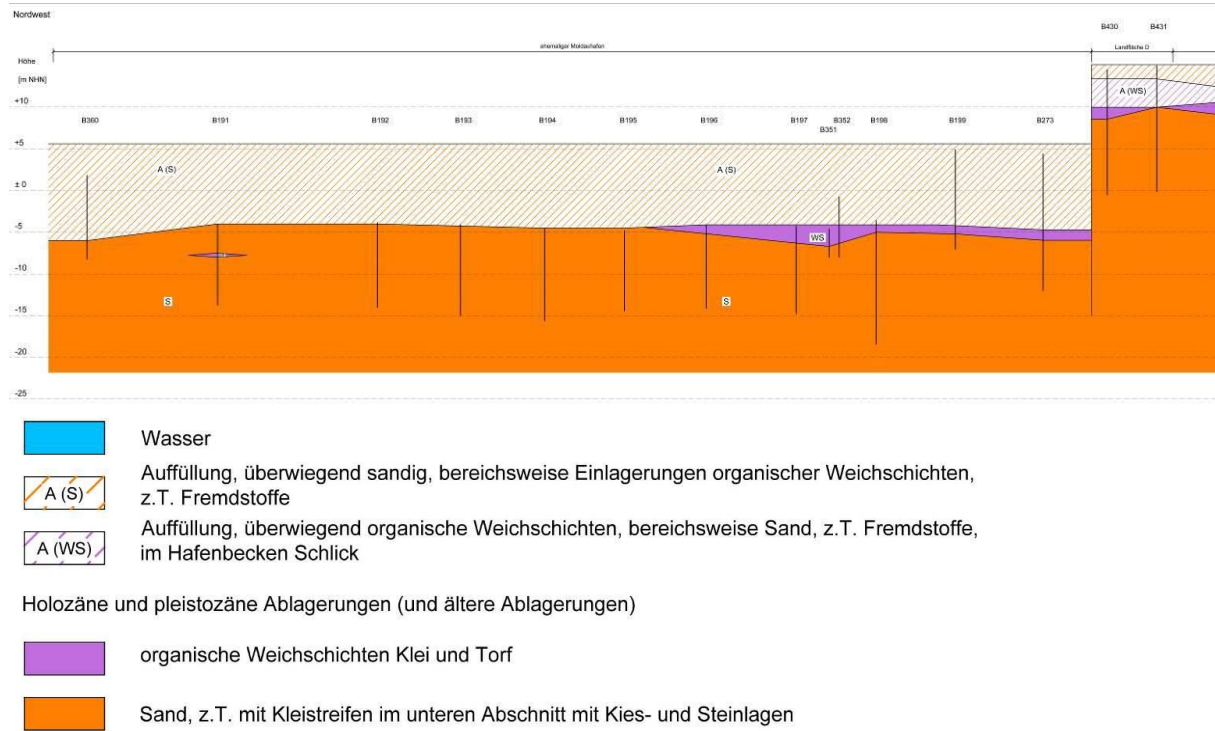 Nordwest
B430 B431
ehemaliger Moldauhafen Landfläche D
Höhe
[m NHN]
+10
B360 B191 B192 B193 B194 B195 B196 B197 B352 B198 B199 B273
B351
A (WS)
+5
A (S) A (S)
± 0
-5
WS
-10
S S
-15
-20
-25
Wasser
Auffüllung, überwiegend sandig, bereichsweise Einlagerungen organischer Weichschichten,
A (S)
z.T. Fremdstoffe
Auffüllung, überwiegend organische Weichschichten, bereichsweise Sand, z.T. Fremdstoffe,
A (WS)
im Hafenbecken Schlick
Holozäne und pleistozäne Ablagerungen (und ältere Ablagerungen)
organische Weichschichten Klei und Torf
Sand, z.T. mit Kleistreifen im unteren Abschnitt mit Kies- und Steinlagen